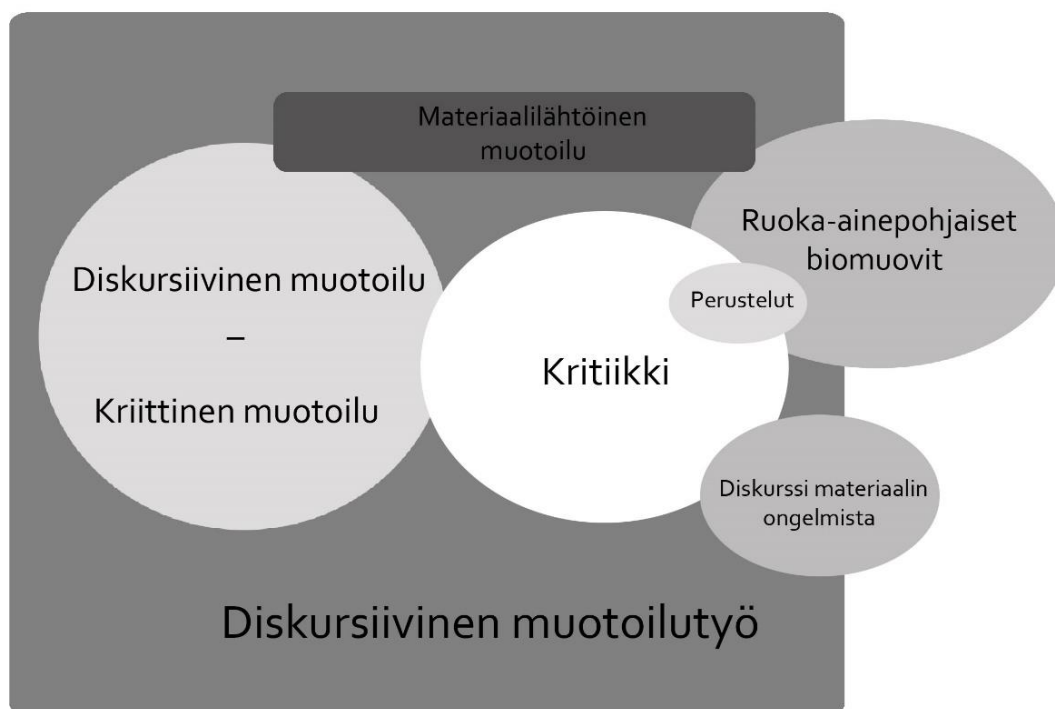 Materiaalilähtöinen
muotoilu
Diskursiivinen muotoilu
–
Kriittinen muotoilu
Kritiikki
Perustelut
Ruoka-ainepohjaiset
biomuovit
Diskurssi materiaalin
ongelmista
Diskursiivinen muotoilutyö